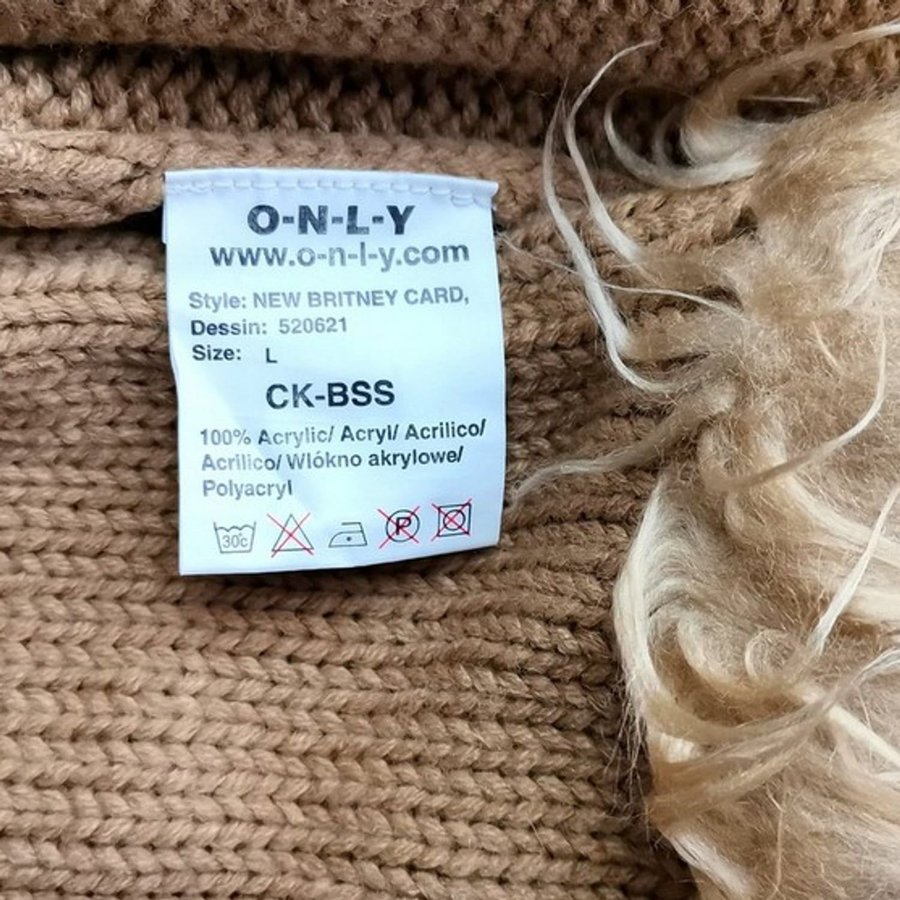 O-N-L-Y
www.o-n-l-y.com
Style: NEW BRITNEY CARD,
Dessin: 520621
Size: L
CK-BSS
100% Acrylic/ Acryl/ Acrilico/
Acrilico/ Wlókno akrylowe/
Polyacryl
30c P